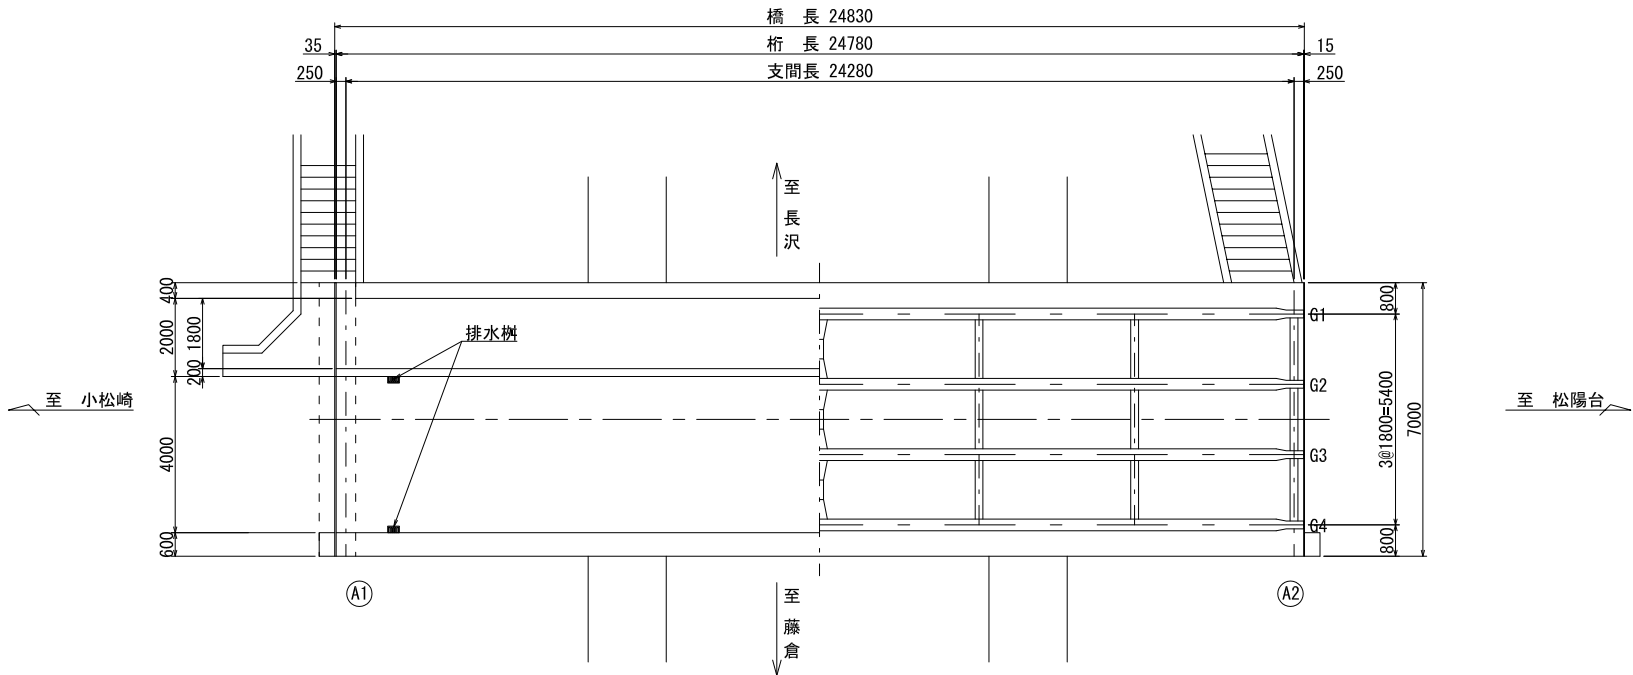 橋　長 24830
35
桁　長 24780
15
250
支間長 24280
250
至
長
沢
400
2000
1800
200
4000
600
排水桝
G1
G2
G3
G4
800
3@1800=5400
800
7000
至　小松崎
至　松陽台
A1
A2
至
藤
倉